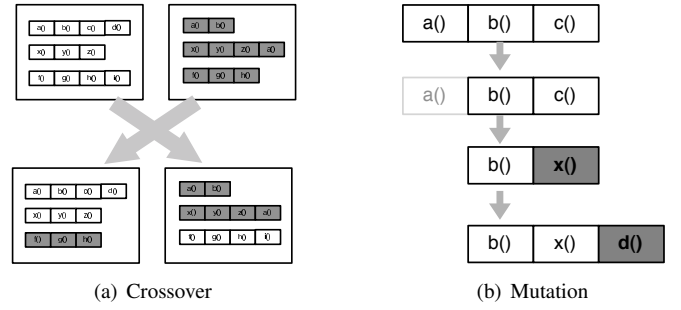 a() b() c() d()
x() y() z()
f() g() h() i()
a() b()
x() y() z() a()
f() g() h()
a() b() c() d()
x() y() z()
f() g() h()
a() b()
x() y() z() a()
f() g() h() i()
(a) Crossover
a() b() c()
a() b() c()
b() x()
b() x() d()
(b) Mutation